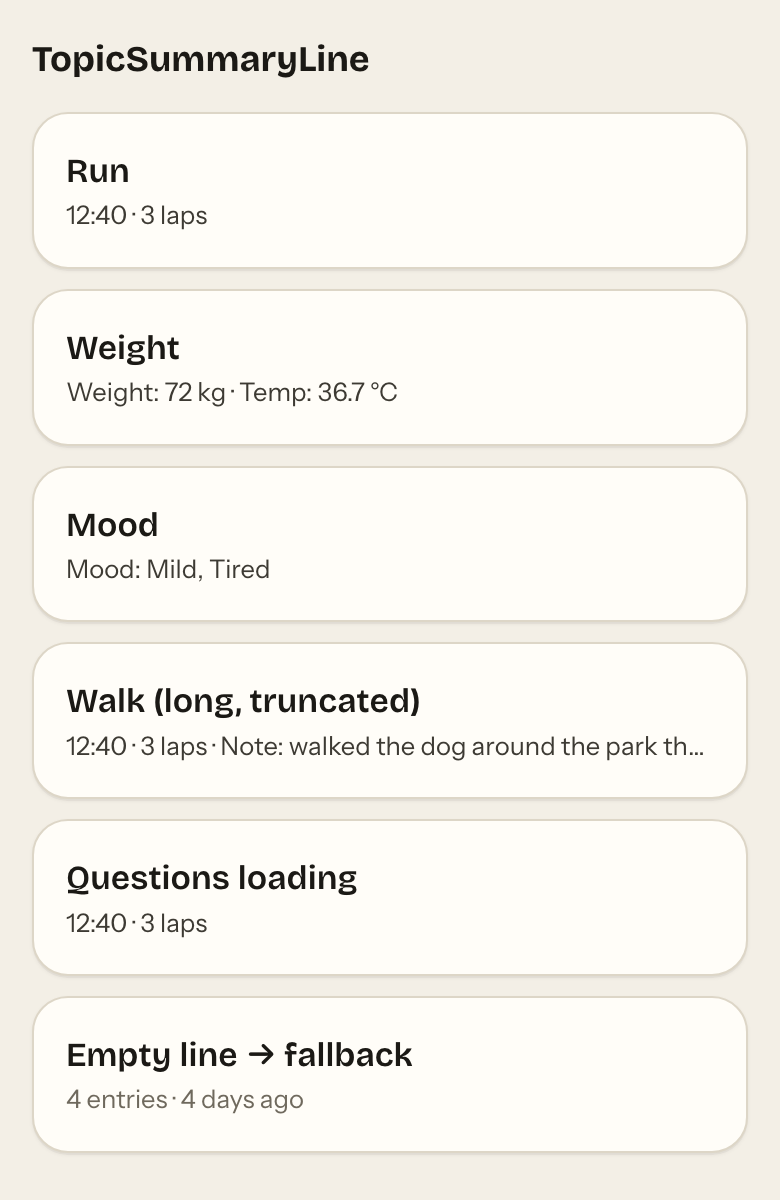 TopicSummaryLine
Run
12:40 · 3 laps
Weight
Weight: 72 kg · Temp: 36.7 °C
Mood
Mood: Mild, Tired
Walk (long, truncated)
12:40 · 3 laps · Note: walked the dog around the park th…
Questions loading
12:40 · 3 laps
Empty line → fallback
4 entries · 4 days ago